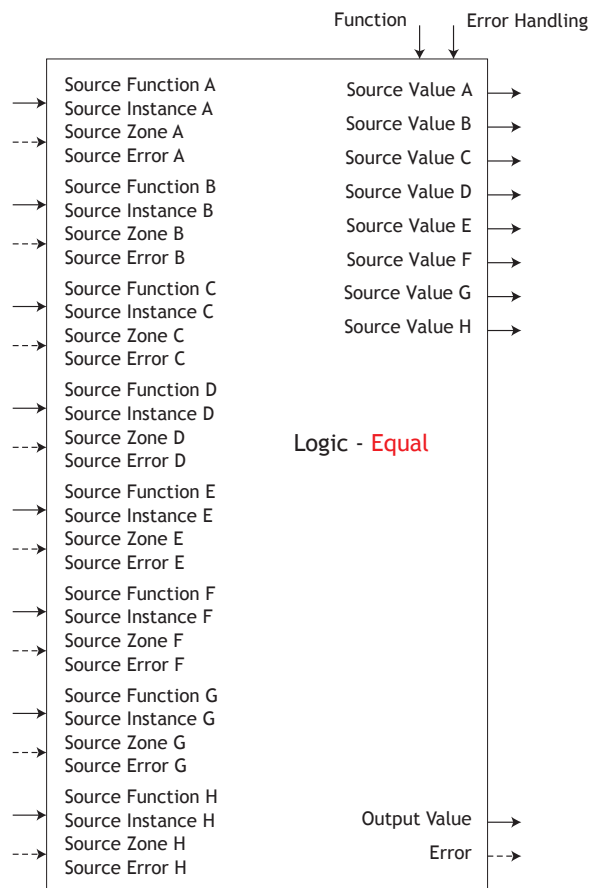 Function
Error Handling
Source Function A
Source Instance A
Source Zone A
Source Error A
Source Function B
Source Instance B
Source Zone B
Source Error B
Source Function C
Source Instance C
Source Zone C
Source Error C
Source Function D
Source Instance D
Source Zone D
Source Error D
Source Function E
Source Instance E
Source Zone E
Source Error E
Source Function F
Source Instance F
Source Zone F
Source Error F
Source Function G
Source Instance G
Source Zone G
Source Error G
Source Function H
Source Instance H
Source Zone H
Source Error H
Logic - Equal
Source Value A
Source Value B
Source Value C
Source Value D
Source Value E
Source Value F
Source Value G
Source Value H
Output Value
Error